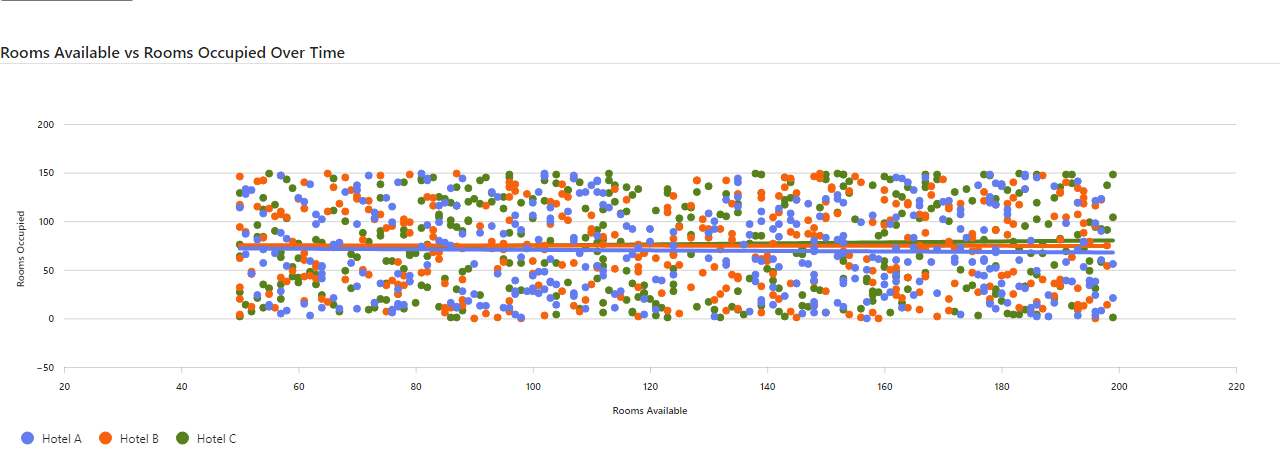 Rooms Available vs Rooms Occupied Over Time
200
150
100
50
0
−50
Rooms Occupied
20 40 60 80 100 120 140 160 180 200 220
Rooms Available
Hotel A Hotel B Hotel C